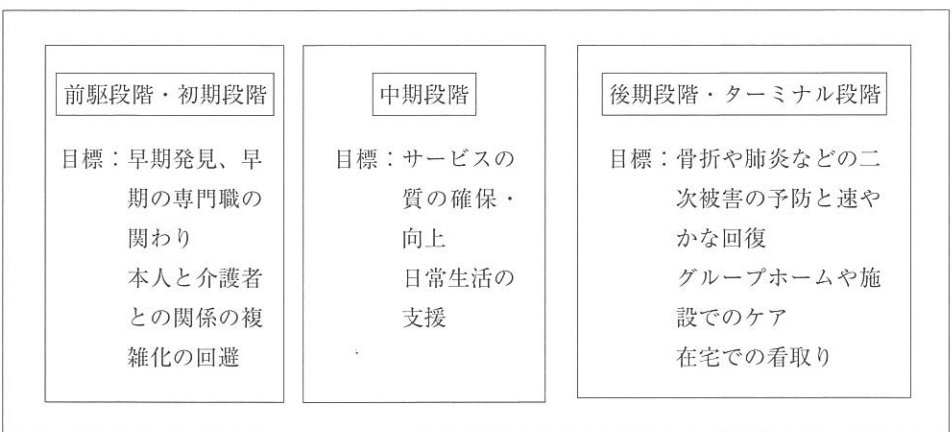 前駆段階・初期段階
目標：早期発見、早
期の専門職の
関わり
本人と介護者
との関係の複
雑化の回避
中期段階
目標：サービスの
質の確保・
向上
日常生活の
支援
後期段階・ターミナル段階
目標：骨折や肺炎などの二
次被害の予防と速や
かな回復
グループホームや施
設でのケア
在宅での看取り